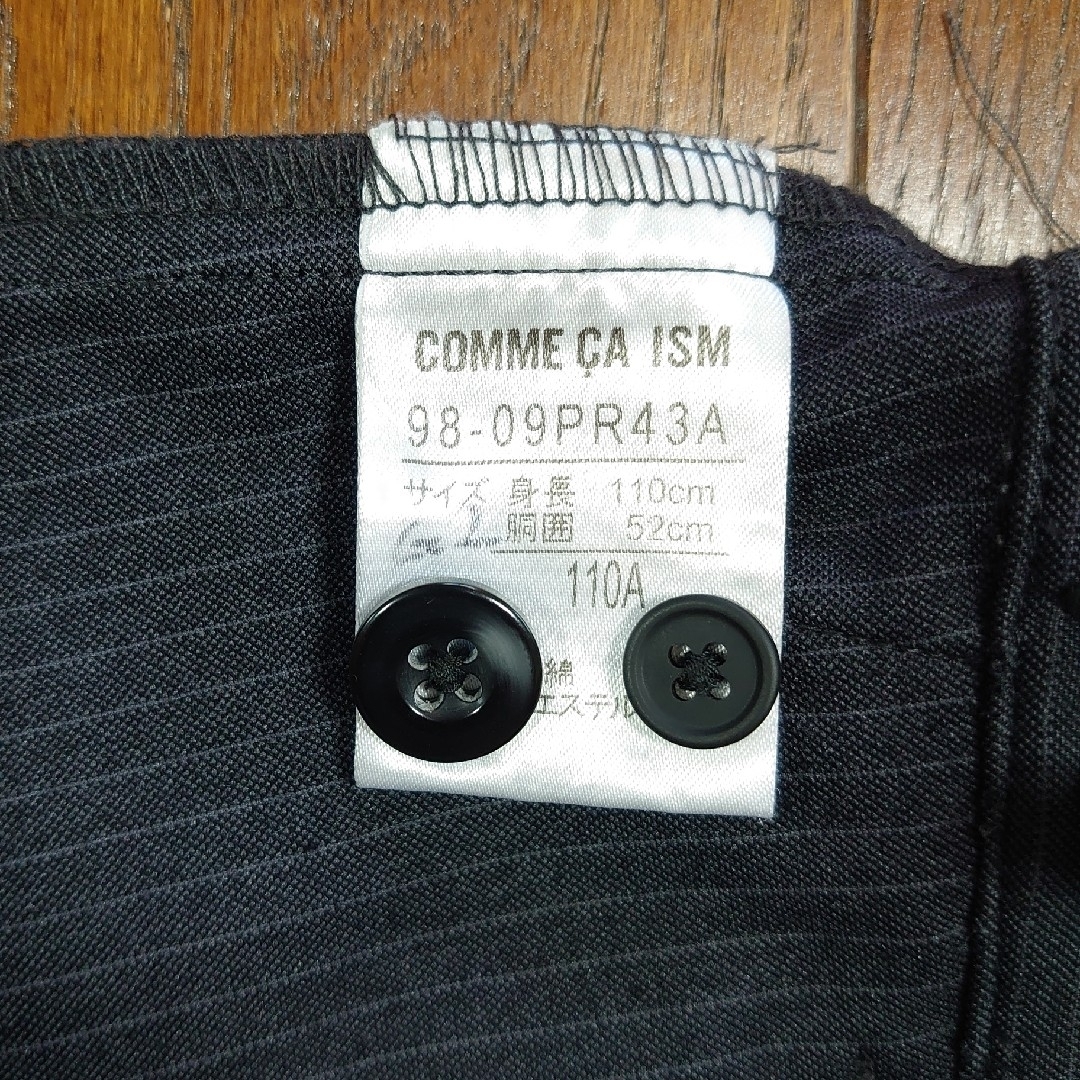 COMME ÇA ISM
98-09PR43A
サイズ 身長 110cm
胴囲 52cm
110A
綿
エステル